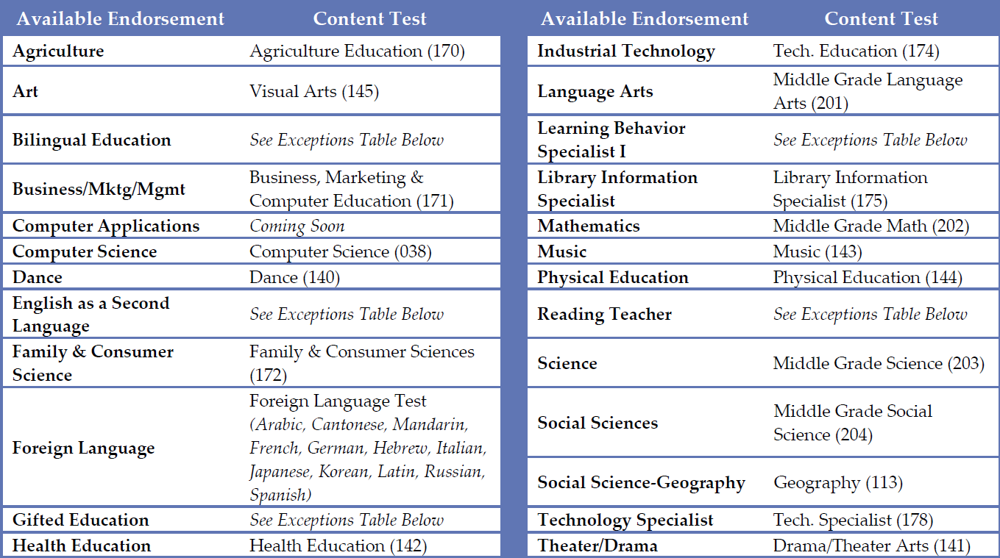 Available Endorsement Content Test
Agriculture Agriculture Education (170)
Art Visual Arts (145)
Bilingual Education See Exceptions Table Below
Business/Mktg/Mgmt Business, Marketing &
Computer Education (171)
Computer Applications Coming Soon
Computer Science Computer Science (038)
Dance Dance (140)
English as a Second
Language See Exceptions Table Below
Family & Consumer
Science Family & Consumer Sciences
(172)
Foreign Language Foreign Language Test
(Arabic, Cantonese, Mandarin,
French, German, Hebrew, Italian,
Japanese, Korean, Latin, Russian,
Spanish)
Gifted Education See Exceptions Table Below
Health Education Health Education (142)
Available Endorsement Content Test
Industrial Technology Tech. Education (174)
Language Arts Middle Grade Language
Arts (201)
Learning Behavior
Specialist I See Exceptions Table Below
Library Information
Specialist Library Information
Specialist (175)
Mathematics Middle Grade Math (202)
Music Music (143)
Physical Education Physical Education (144)
Reading Teacher See Exceptions Table Below
Science Middle Grade Science (203)
Social Sciences Middle Grade Social
Science (204)
Social Science-Geography Geography (113)
Technology Specialist Tech. Specialist (178)
Theater/Drama Drama/Theater Arts (141)